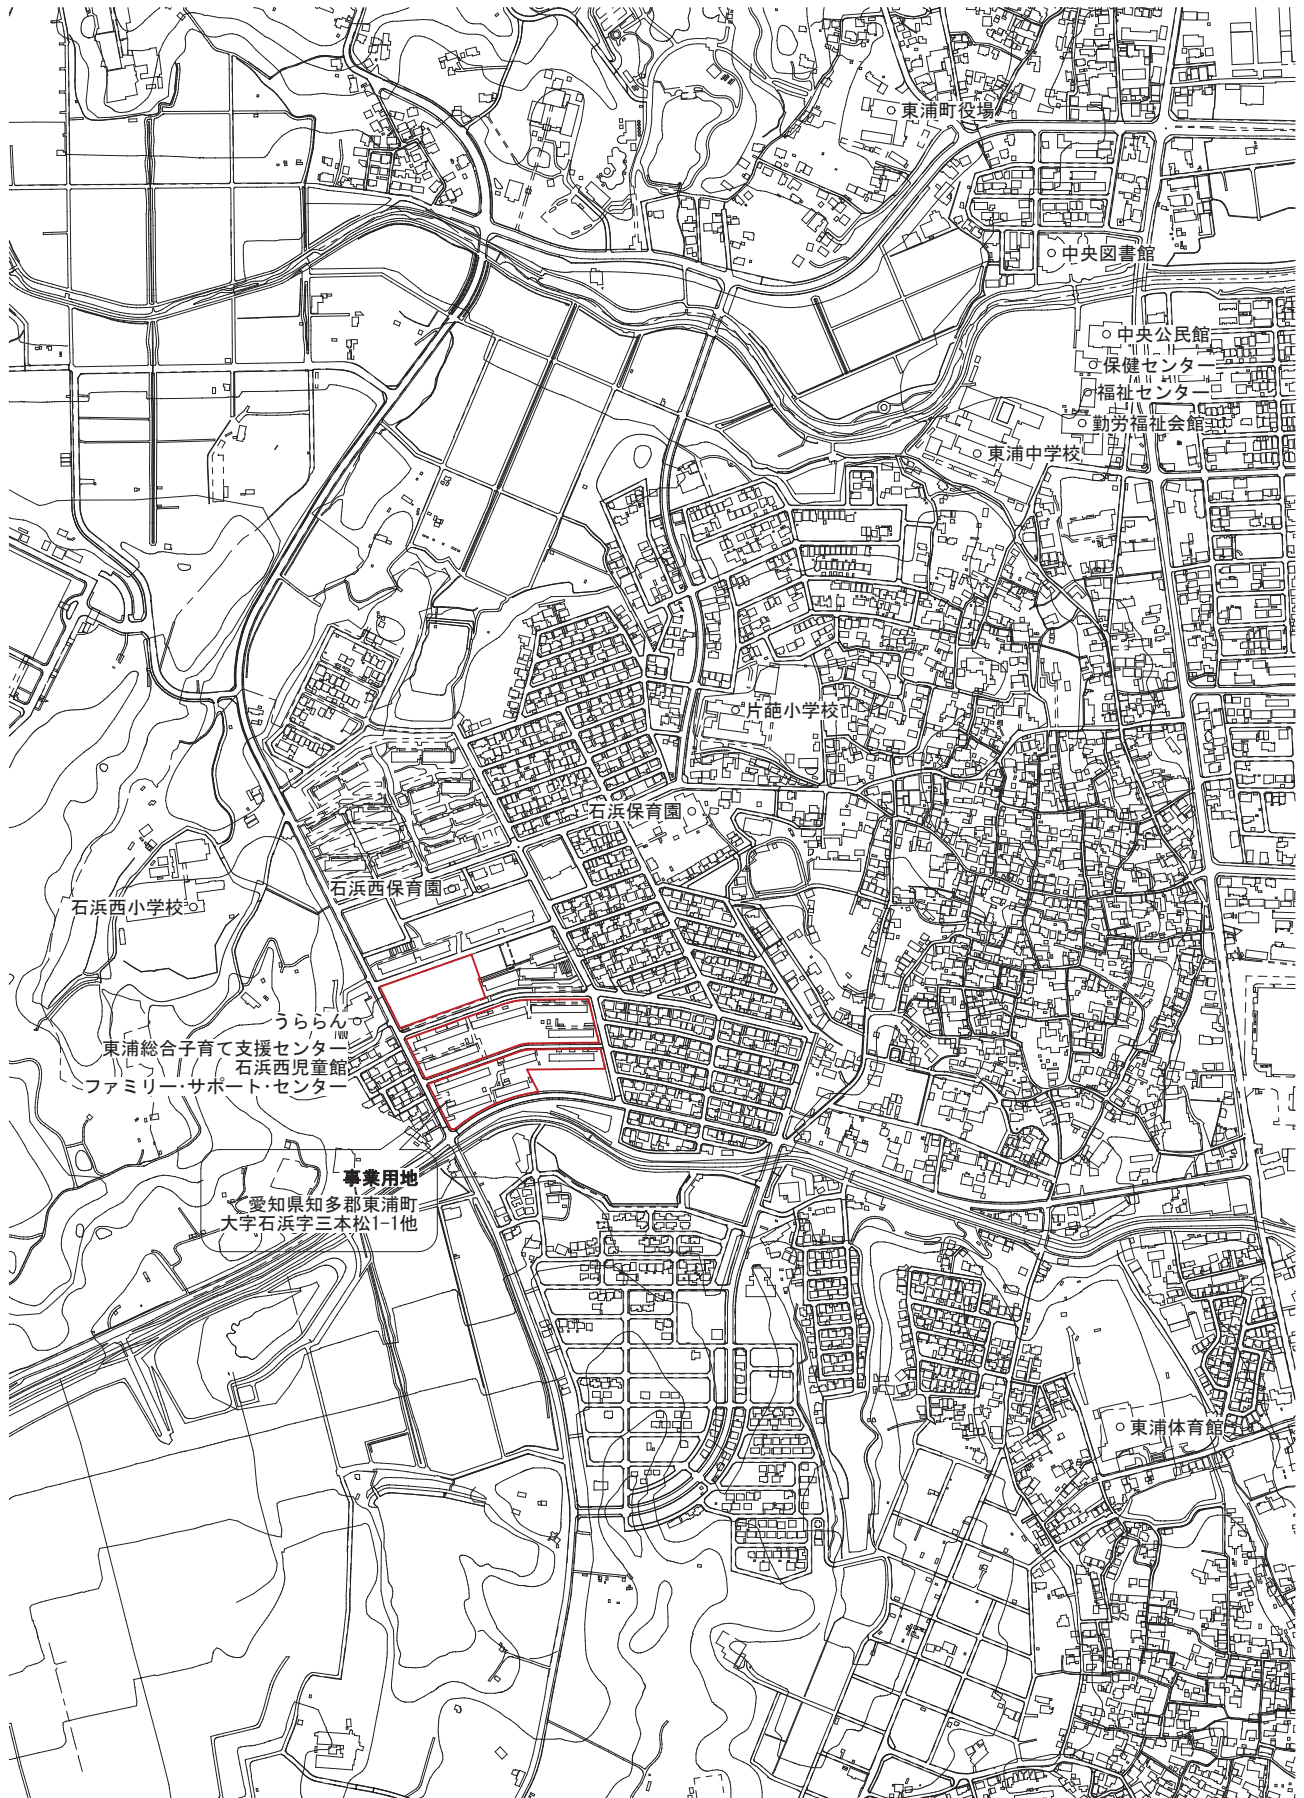 東浦町役場
中央図書館
中央公民館
保健センター
福祉センター
勤労福祉会館
東浦中学校
片葩小学校
石浜保育園
石浜西保育園
石浜西小学校
うららん
東浦総合子育て支援センター
石浜西児童館
ファミリー・サポート・センター
事業用地
愛知県知多郡東浦町
大字石浜字三本松1-1他
東浦体育館